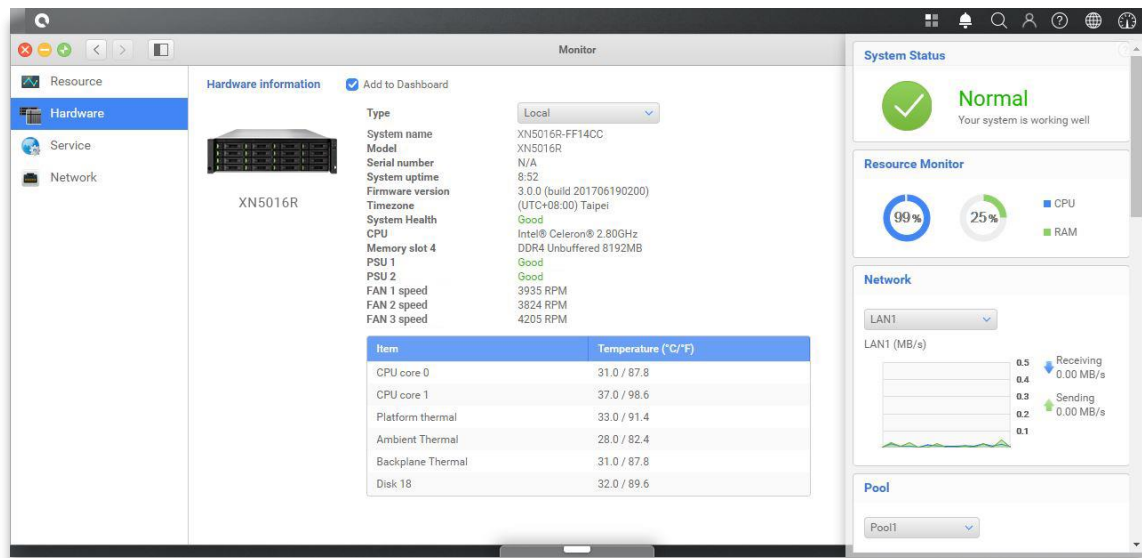 Monitor
Resource
Hardware
Service
Network
Hardware information
Add to Dashboard
XN5016R
Type Local
System name XN5016R-FF14CC
Model XN5016R
Serial number N/A
System uptime 8:52
Firmware version 3.0.0 (build 201706190200)
Timezone (UTC+08:00) Taipei
System Health Good
CPU Intel® Celeron® 2.80GHz
Memory slot 4 DDR4 Unbuffered 8192MB
PSU 1 Good
PSU 2 Good
FAN 1 speed 3935 RPM
FAN 2 speed 3824 RPM
FAN 3 speed 4205 RPM
Item Temperature (°C/°F)
CPU core 0 31.0 / 87.8
CPU core 1 37.0 / 98.6
Platform thermal 33.0 / 91.4
Ambient Thermal 28.0 / 82.4
Backplane Thermal 31.0 / 87.8
Disk 18 32.0 / 89.6
System Status
Normal
Your system is working well
Resource Monitor
99%
25%
CPU
RAM
Network
LAN1
LAN1 (MB/s)
0.5
0.4
0.3
0.2
0.1
Receiving
0.00 MB/s
Sending
0.00 MB/s
Pool
Pool1